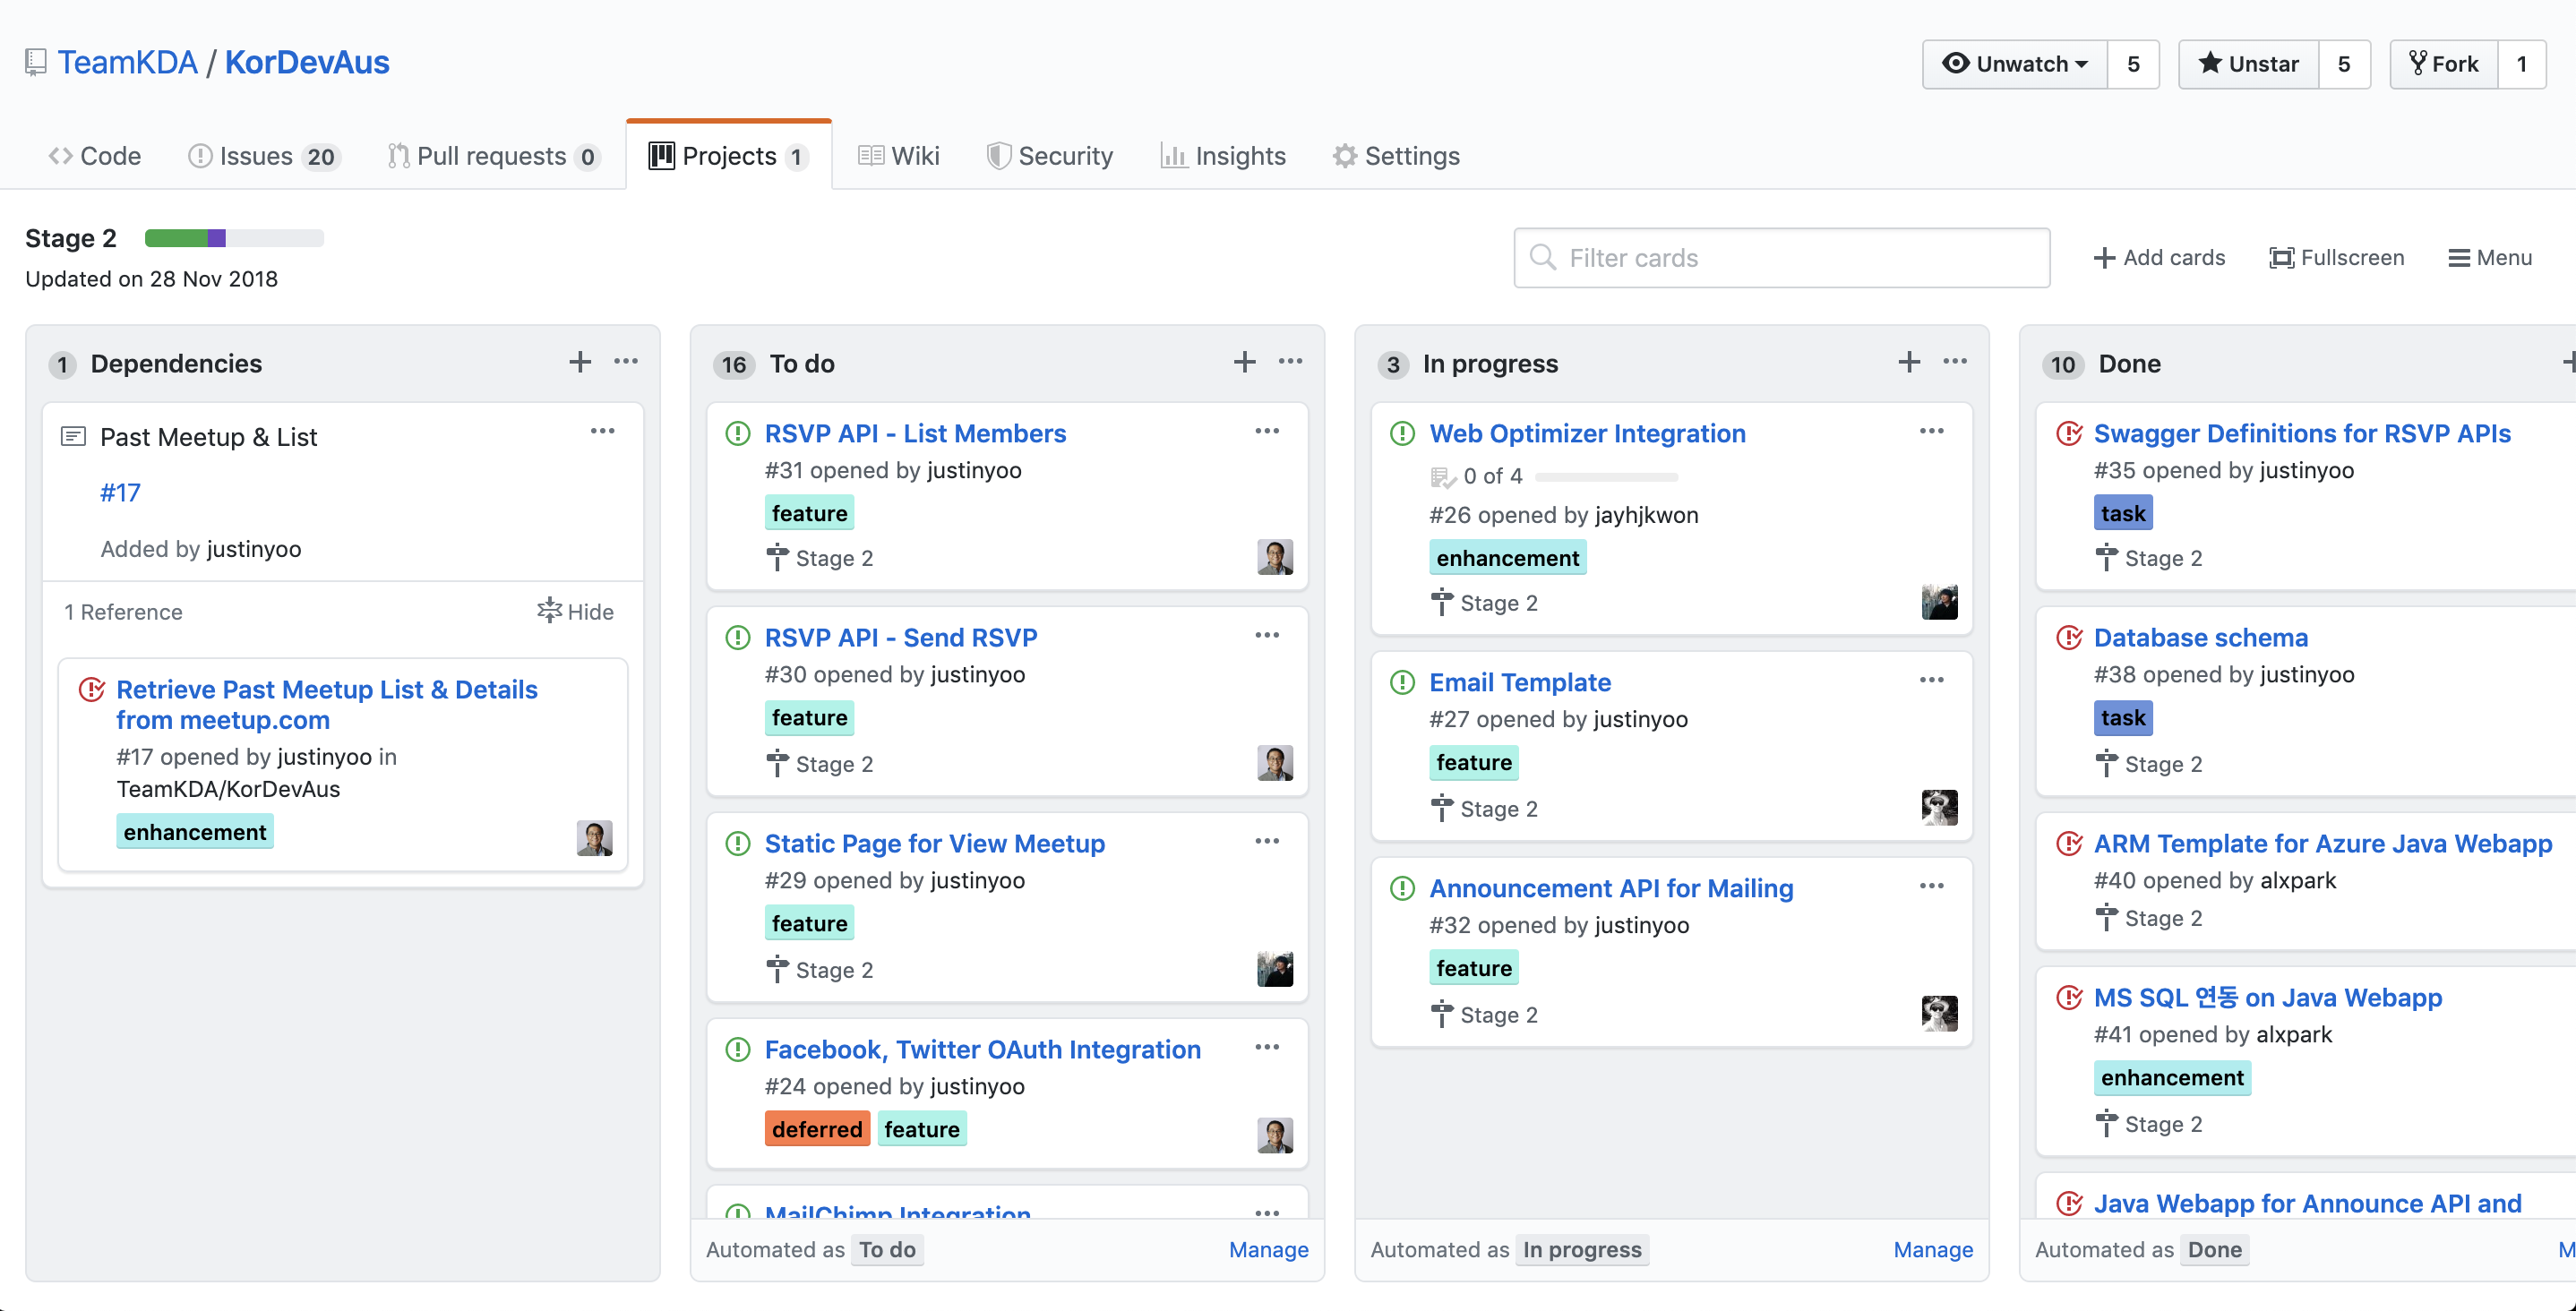 TeamKDA / KorDevAus
Unwatch 5
Unstar 5
Fork 1
Code
Issues 20
Pull requests 0
Projects 1
Wiki
Security
Insights
Settings
Stage 2
Updated on 28 Nov 2018
Filter cards
Add cards
Fullscreen
Menu
1 Dependencies
Past Meetup & List
#17
Added by justinyoo
1 Reference
Hide
Retrieve Past Meetup List & Details
from meetup.com
#17 opened by justinyoo in
TeamKDA/KorDevAus
enhancement
16 To do
RSVP API - List Members
#31 opened by justinyoo
feature
Stage 2
RSVP API - Send RSVP
#30 opened by justinyoo
feature
Stage 2
Static Page for View Meetup
#29 opened by justinyoo
feature
Stage 2
Facebook, Twitter OAuth Integration
#24 opened by justinyoo
deferred feature
MailChimp Integration
Automated as To do
Manage
3 In progress
Web Optimizer Integration
0 of 4
#26 opened by jayhjkwon
enhancement
Stage 2
Email Template
#27 opened by justinyoo
feature
Stage 2
Announcement API for Mailing
#32 opened by justinyoo
feature
Stage 2
Automated as In progress
Manage
10 Done
Swagger Definitions for RSVP APIs
#35 opened by justinyoo
task
Stage 2
Database schema
#38 opened by justinyoo
task
Stage 2
ARM Template for Azure Java Webapp
#40 opened by alxpark
Stage 2
MS SQL 연동 on Java Webapp
#41 opened by alxpark
enhancement
Stage 2
Java Webapp for Announce API and
Automated as Done